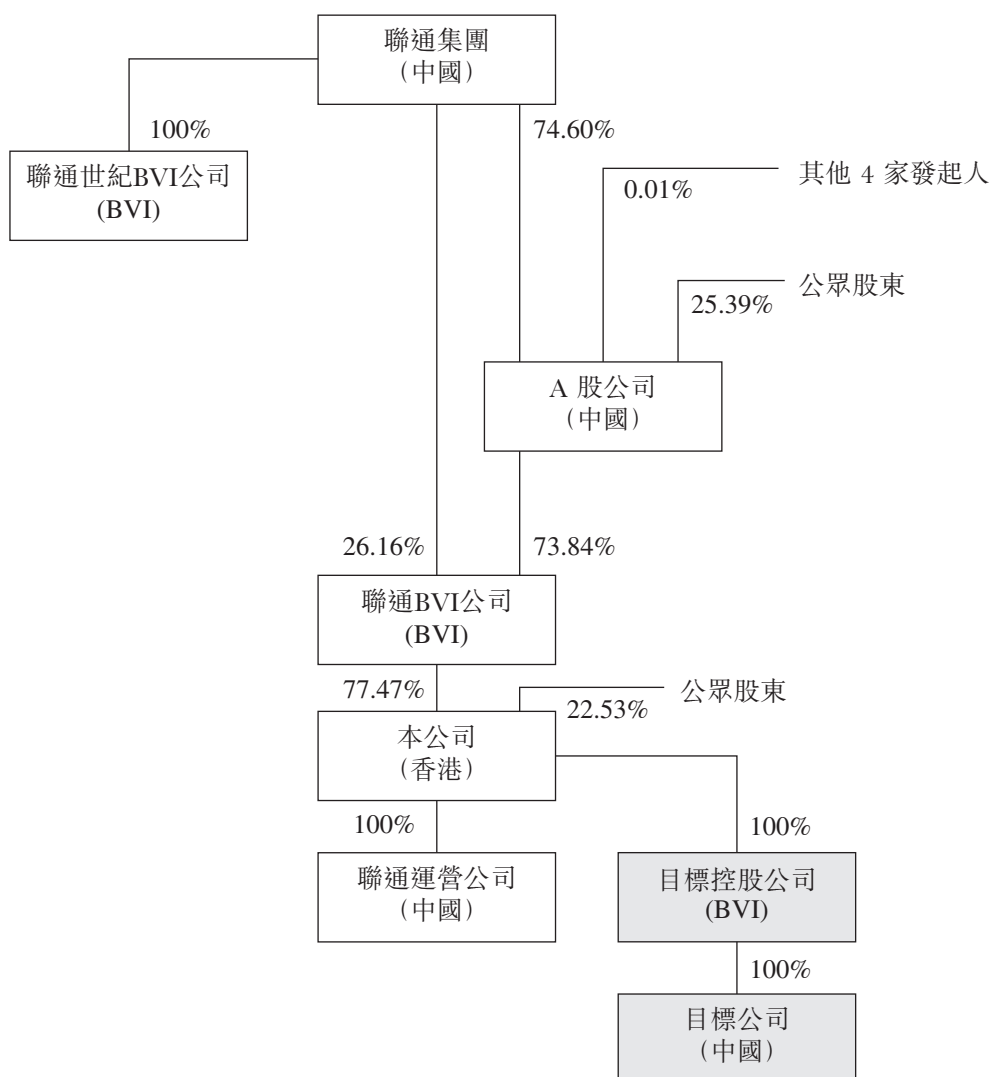 聯通集團
（中國）
100%
74.60%
聯通世紀BVI公司
(BVI)
其他 4 家發起人
0.01%
公眾股東
25.39%
A 股公司
（中國）
26.16%
73.84%
聯通BVI公司
(BVI)
77.47%
公眾股東
22.53%
本公司
（香港）
100%
100%
聯通運營公司
（中國）
目標控股公司
(BVI)
100%
目標公司
（中國）